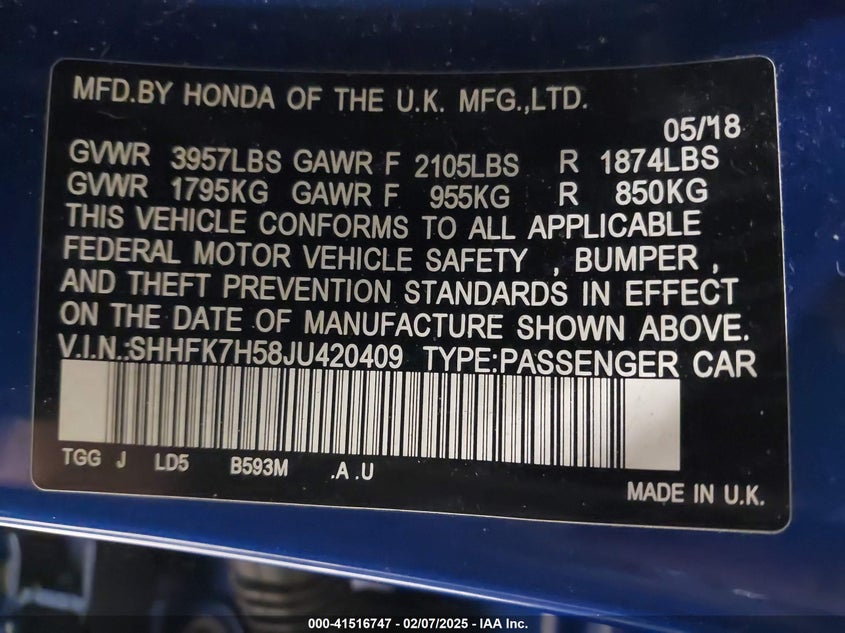 MFD.BY HONDA OF THE U.K. MFG.,LTD.
05/18
GVWR 3957LBS GAWR F 2105LBS R 1874LBS
GVWR 1795KG GAWR F 955KG R 850KG
THIS VEHICLE CONFORMS TO ALL APPLICABLE
FEDERAL MOTOR VEHICLE SAFETY , BUMPER ,
AND THEFT PREVENTION STANDARDS IN EFFECT
ON THE DATE OF MANUFACTURE SHOWN ABOVE.
V.I.N.:SHHFK7H58JU420409 TYPE:PASSENGER CAR
TGG J LD5 B593M .A .U
MADE IN U.K.
000-41516747 - 02/07/2025 - IAA Inc.